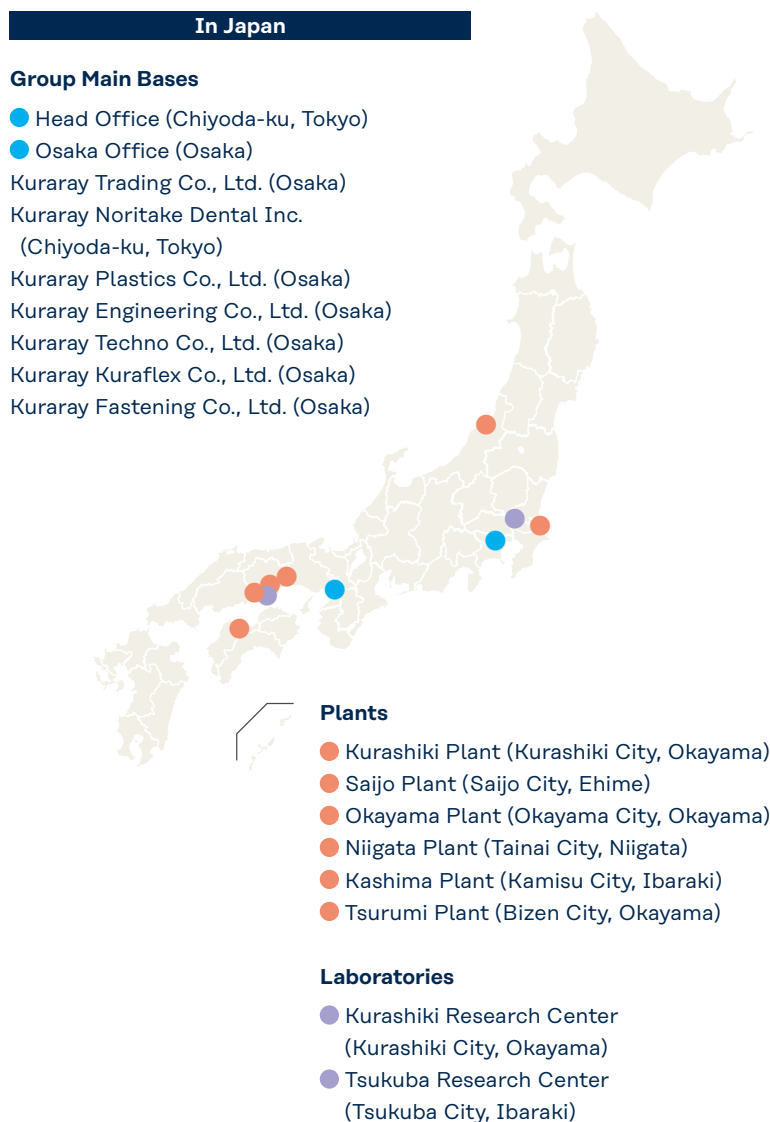 In Japan
Group Main Bases
Head Office (Chiyoda-ku, Tokyo)
Osaka Office (Osaka)
Kuraray Trading Co., Ltd. (Osaka)
Kuraray Noritake Dental Inc.
(Chiyoda-ku, Tokyo)
Kuraray Plastics Co., Ltd. (Osaka)
Kuraray Engineering Co., Ltd. (Osaka)
Kuraray Techno Co., Ltd. (Osaka)
Kuraray Kuraflex Co., Ltd. (Osaka)
Kuraray Fastening Co., Ltd. (Osaka)
Plants
Kurashiki Plant (Kurashiki City, Okayama)
Saijo Plant (Saijo City, Ehime)
Okayama Plant (Okayama City, Okayama)
Niigata Plant (Tainai City, Niigata)
Kashima Plant (Kamisu City, Ibaraki)
Tsurumi Plant (Bizen City, Okayama)
Laboratories
Kurashiki Research Center
(Kurashiki City, Okayama)
Tsukuba Research Center
(Tsukuba City, Ibaraki)